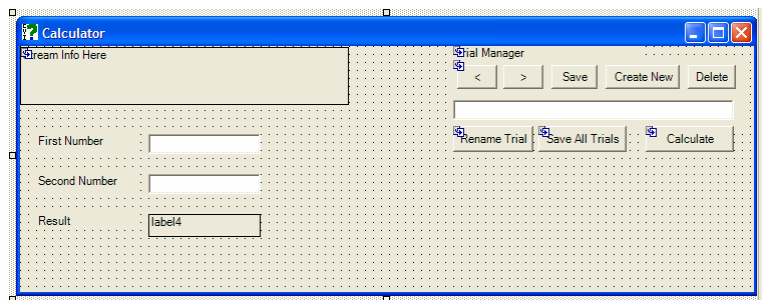 Calculator
tream Info Here
rial Manager
< > Save Create New Delete
Rename Trial Save All Trials Calculate
First Number
Second Number
Result label4